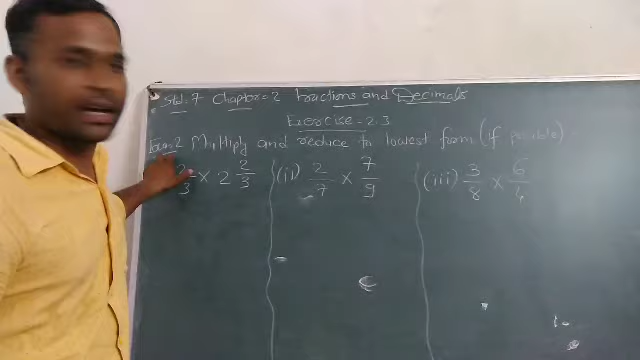 Std. 7 Chapter-2 Fractions and Decimals
Exercise-2.3
2 Multiply and reduce to lowest form (if possible)
2/3 × 2 2/3 (ii) 2/7 × 7/9 (iii) 3/8 × 6/4